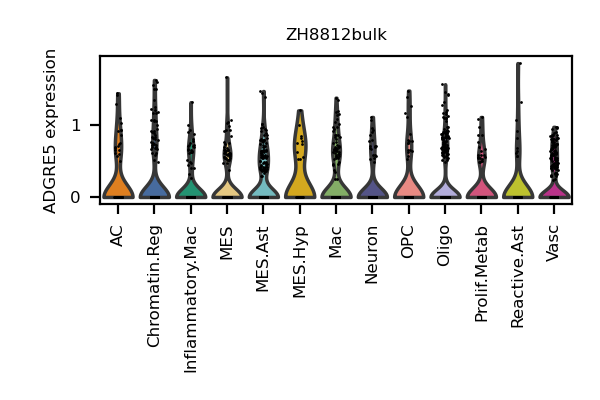 ZH8812bulk
ADGRE5 expression
1
0
AC
Chromatin.Reg
Inflammatory.Mac
MES
MES.Ast
MES.Hyp
Mac
Neuron
OPC
Oligo
Prolif.Metab
Reactive.Ast
Vasc